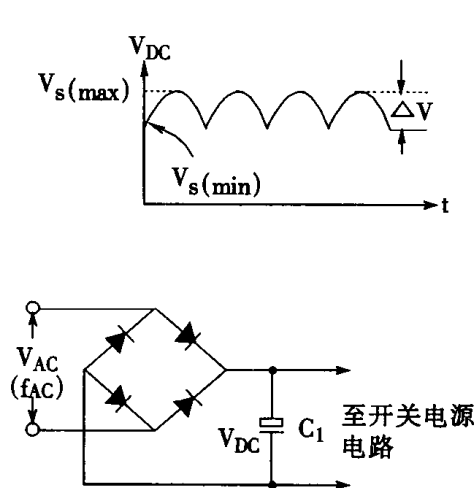 V_DC
V_s(max)
△V
V_s(min)
t
V_AC
(f_AC)
V_DC
C_1
至开关电源
电路